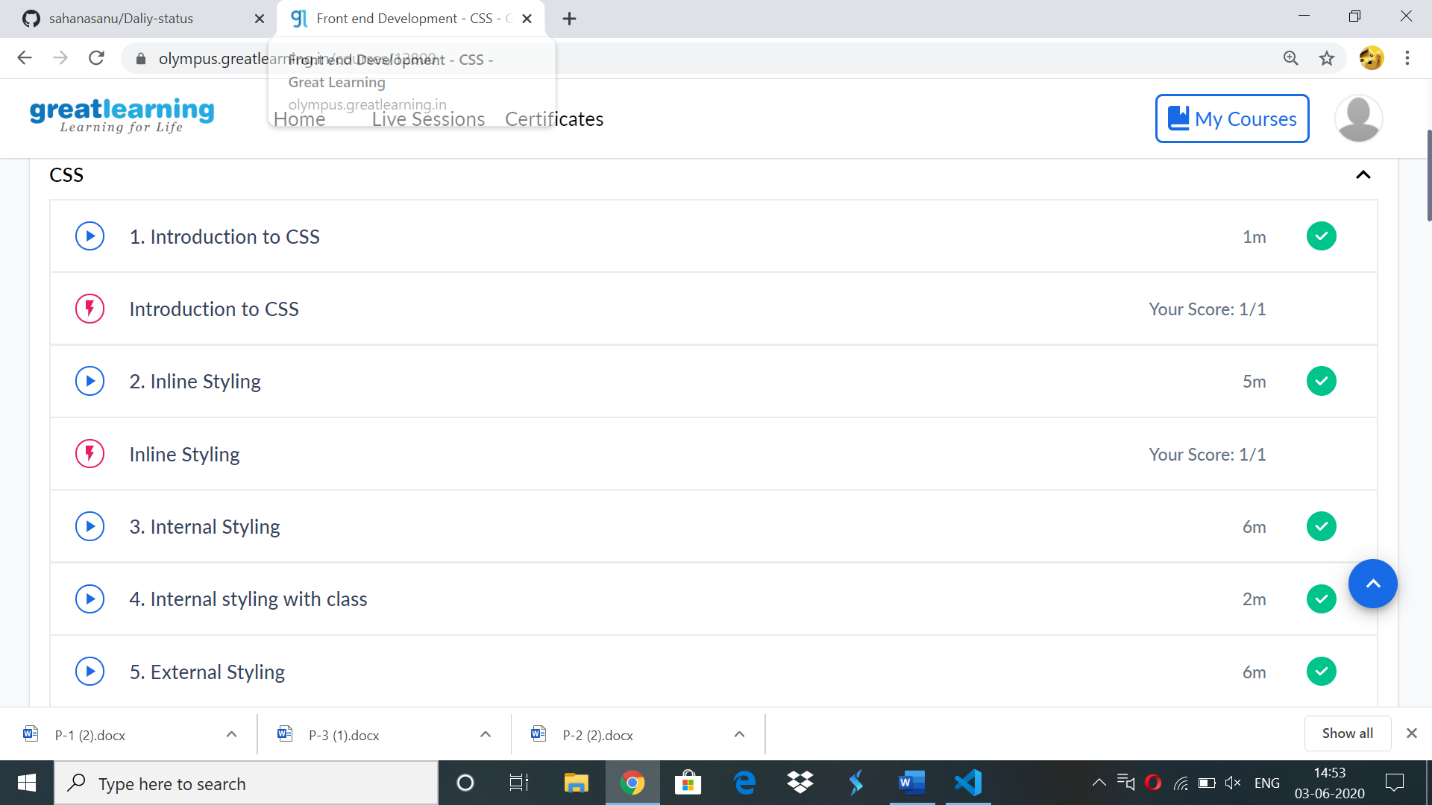 sahanasanu/Daliy-status
Front end Development - CSS - G
olympus.greatlearning.in/courses/12800
Front end Development - CSS -
Great Learning
olympus.greatlearning.in
greatlearning
Learning for Life
Home Live Sessions Certificates
My Courses
CSS
1. Introduction to CSS 1m
Introduction to CSS Your Score: 1/1
2. Inline Styling 5m
Inline Styling Your Score: 1/1
3. Internal Styling 6m
4. Internal styling with class 2m
5. External Styling 6m
P-1 (2).docx P-3 (1).docx P-2 (2).docx Show all
Type here to search
ENG
14:53
03-06-2020